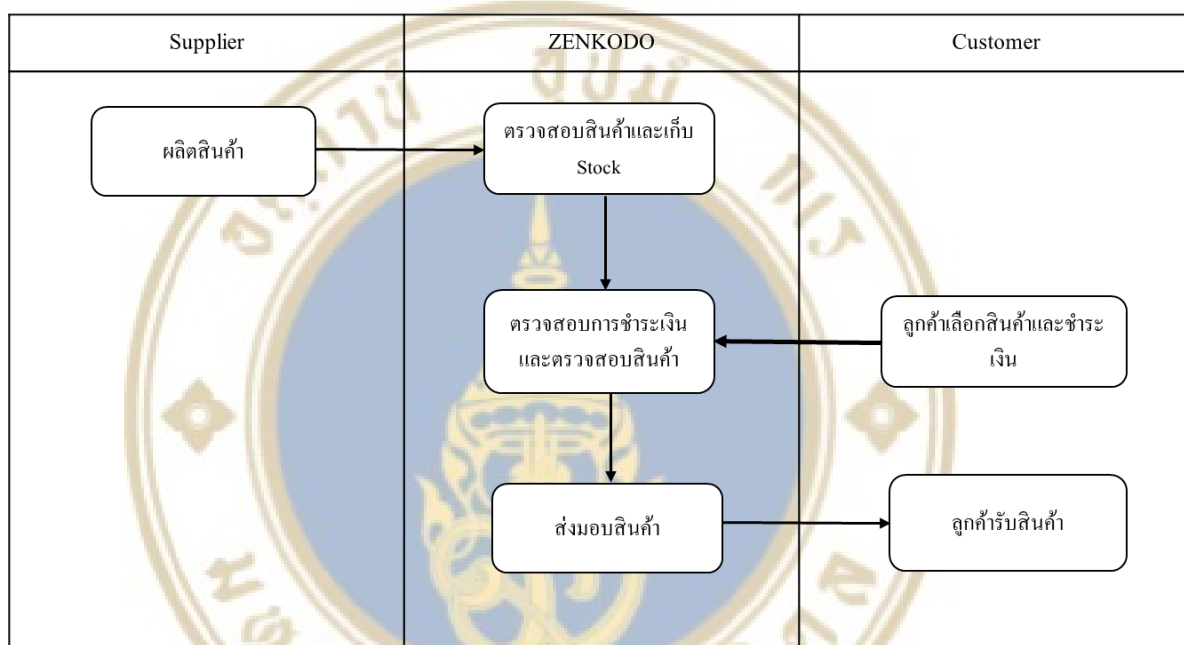 Supplier
ZENKODO
Customer
ผลิตสินค้า
ตรวจสอบสินค้าและเก็บ
Stock
ตรวจสอบการชำระเงิน
และตรวจสอบสินค้า
ลูกค้าเลือกสินค้าและชำระ
เงิน
ส่งมอบสินค้า
ลูกค้ารับสินค้า